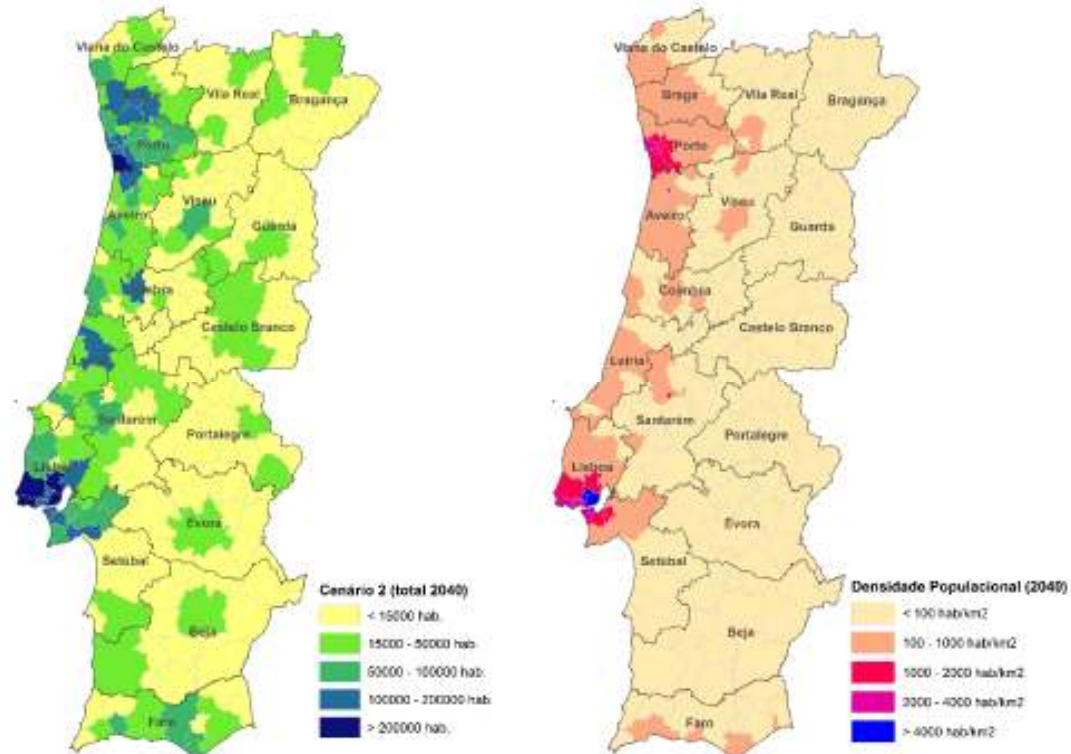 Viana do Castelo
Vila Real
Bragança
Porto
Aveiro
Viseu
Guarda
Castelo Branco
Santarém
Portalegre
Lisboa
Évora
Setúbal
Beja
Faro
Cenário 2 (total 2040)
< 15000 hab.
15000 - 50000 hab.
50000 - 100000 hab.
100000 - 200000 hab.
> 200000 hab.
Viana do Castelo
Braga
Vila Real
Bragança
Porto
Aveiro
Viseu
Guarda
Coimbra
Castelo Branco
Leiria
Santarém
Portalegre
Lisboa
Évora
Setúbal
Beja
Faro
Densidade Populacional (2040)
< 100 hab/km2
100 - 1000 hab/km2
1000 - 2000 hab/km2
2000 - 4000 hab/km2
> 4000 hab/km2